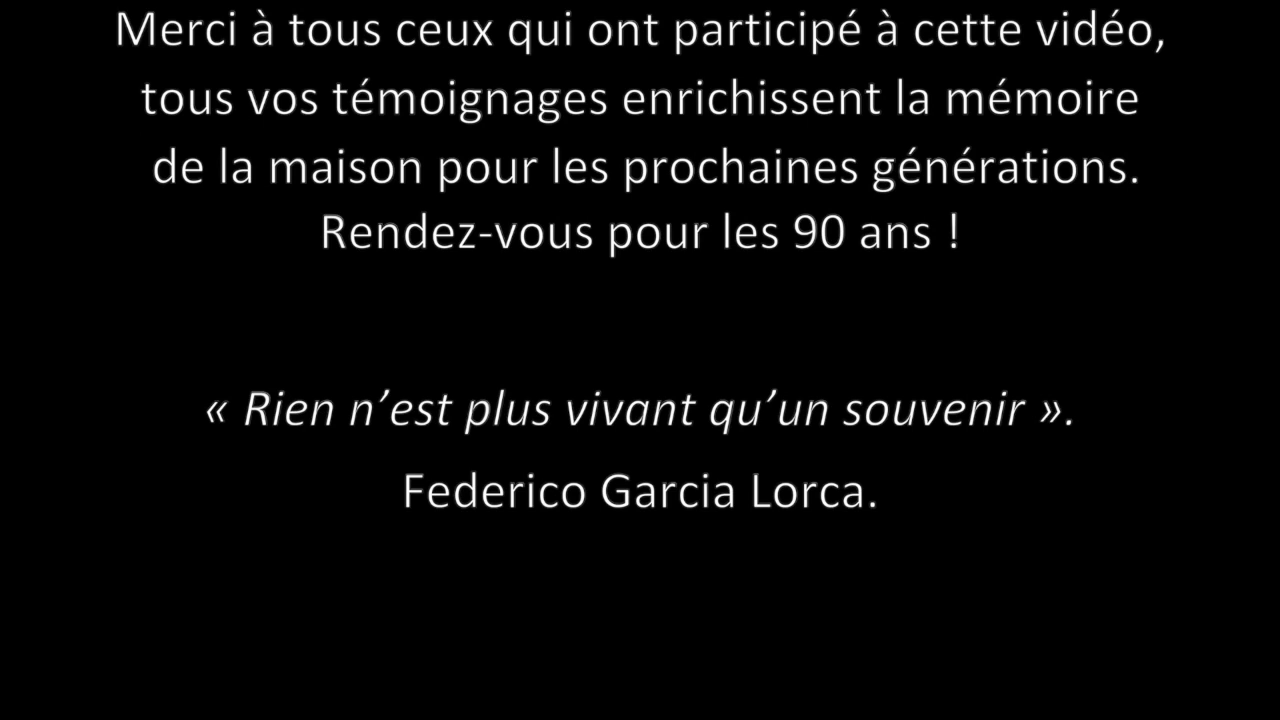 Merci à tous ceux qui ont participé à cette vidéo,
tous vos témoignages enrichissent la mémoire
de la maison pour les prochaines générations.
Rendez-vous pour les 90 ans !
« Rien n’est plus vivant qu’un souvenir ».
Federico Garcia Lorca.